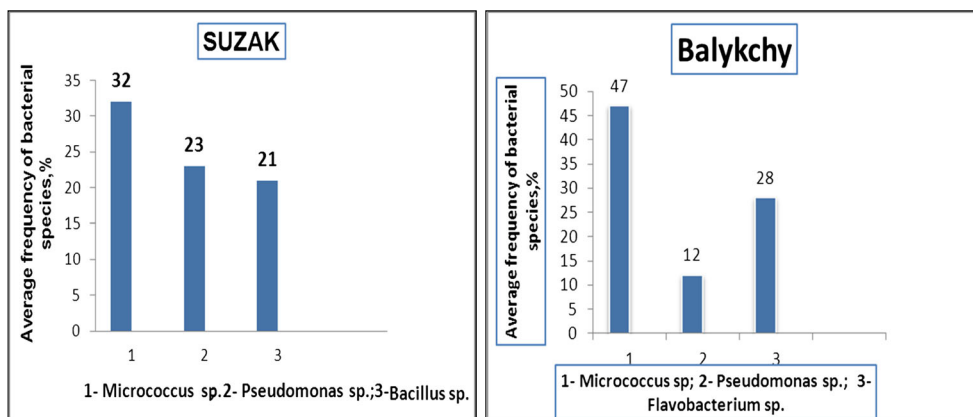 SUZAK
Average frequency of bacterial
species,%
35
30
25
20
15
10
5
0
32
23
21
1 2 3
1- Micrococcus sp.2- Pseudomonas sp.;3-Bacillus sp.
Balykchy
Average frequency of bacterial
species,%
50
45
40
35
30
25
20
15
10
5
0
47
12
28
1 2 3
1- Micrococcus sp; 2- Pseudomonas sp.; 3-
Flavobacterium sp.